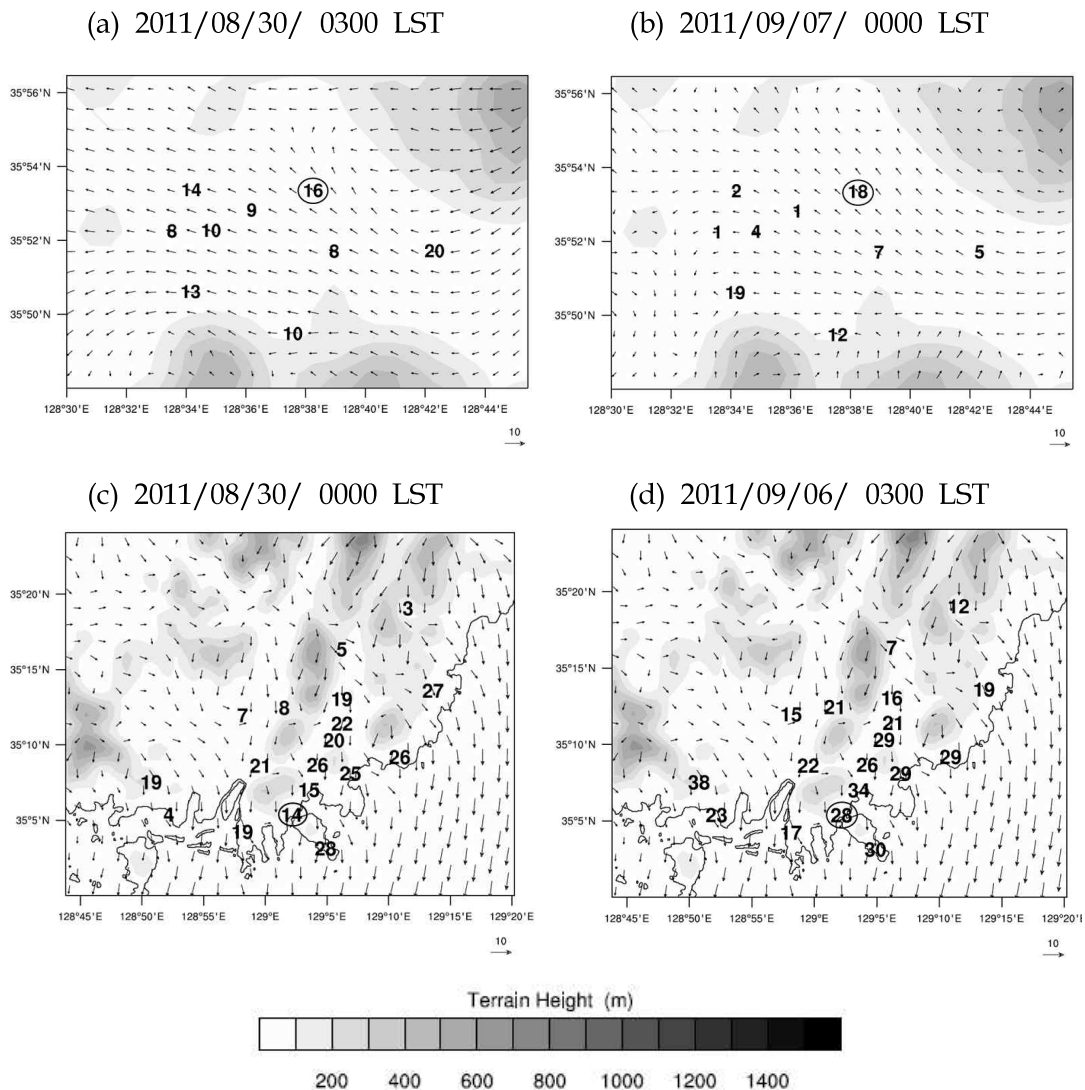 (a) 2011/08/30/ 0300 LST
(b) 2011/09/07/ 0000 LST
35°56'N
35°54'N
14
16
9
35°52'N
8
10
8
20
13
35°50'N
10
128°30'E 128°32'E 128°34'E 128°36'E 128°38'E 128°40'E 128°42'E 128°44'E
10
35°56'N
35°54'N
2
18
1
35°52'N
1
4
7
5
19
35°50'N
12
128°30'E 128°32'E 128°34'E 128°36'E 128°38'E 128°40'E 128°42'E 128°44'E
10
(c) 2011/08/30/ 0000 LST
(d) 2011/09/06/ 0300 LST
35°20'N
3
5
35°15'N
27
19
7
8
22
20
35°10'N
26
21
26
25
19
15
4
14
35°5'N
19
28
128°45'E 128°50'E 128°55'E 129°E 129°5'E 129°10'E 129°15'E 129°20'E
10
35°20'N
12
7
35°15'N
19
16
21
15
21
29
35°10'N
29
22
26
29
38
34
23
28
35°5'N
17
30
128°45'E 128°50'E 128°55'E 129°E 129°5'E 129°10'E 129°15'E 129°20'E
10
Terrain Height (m)
200 400 600 800 1000 1200 1400